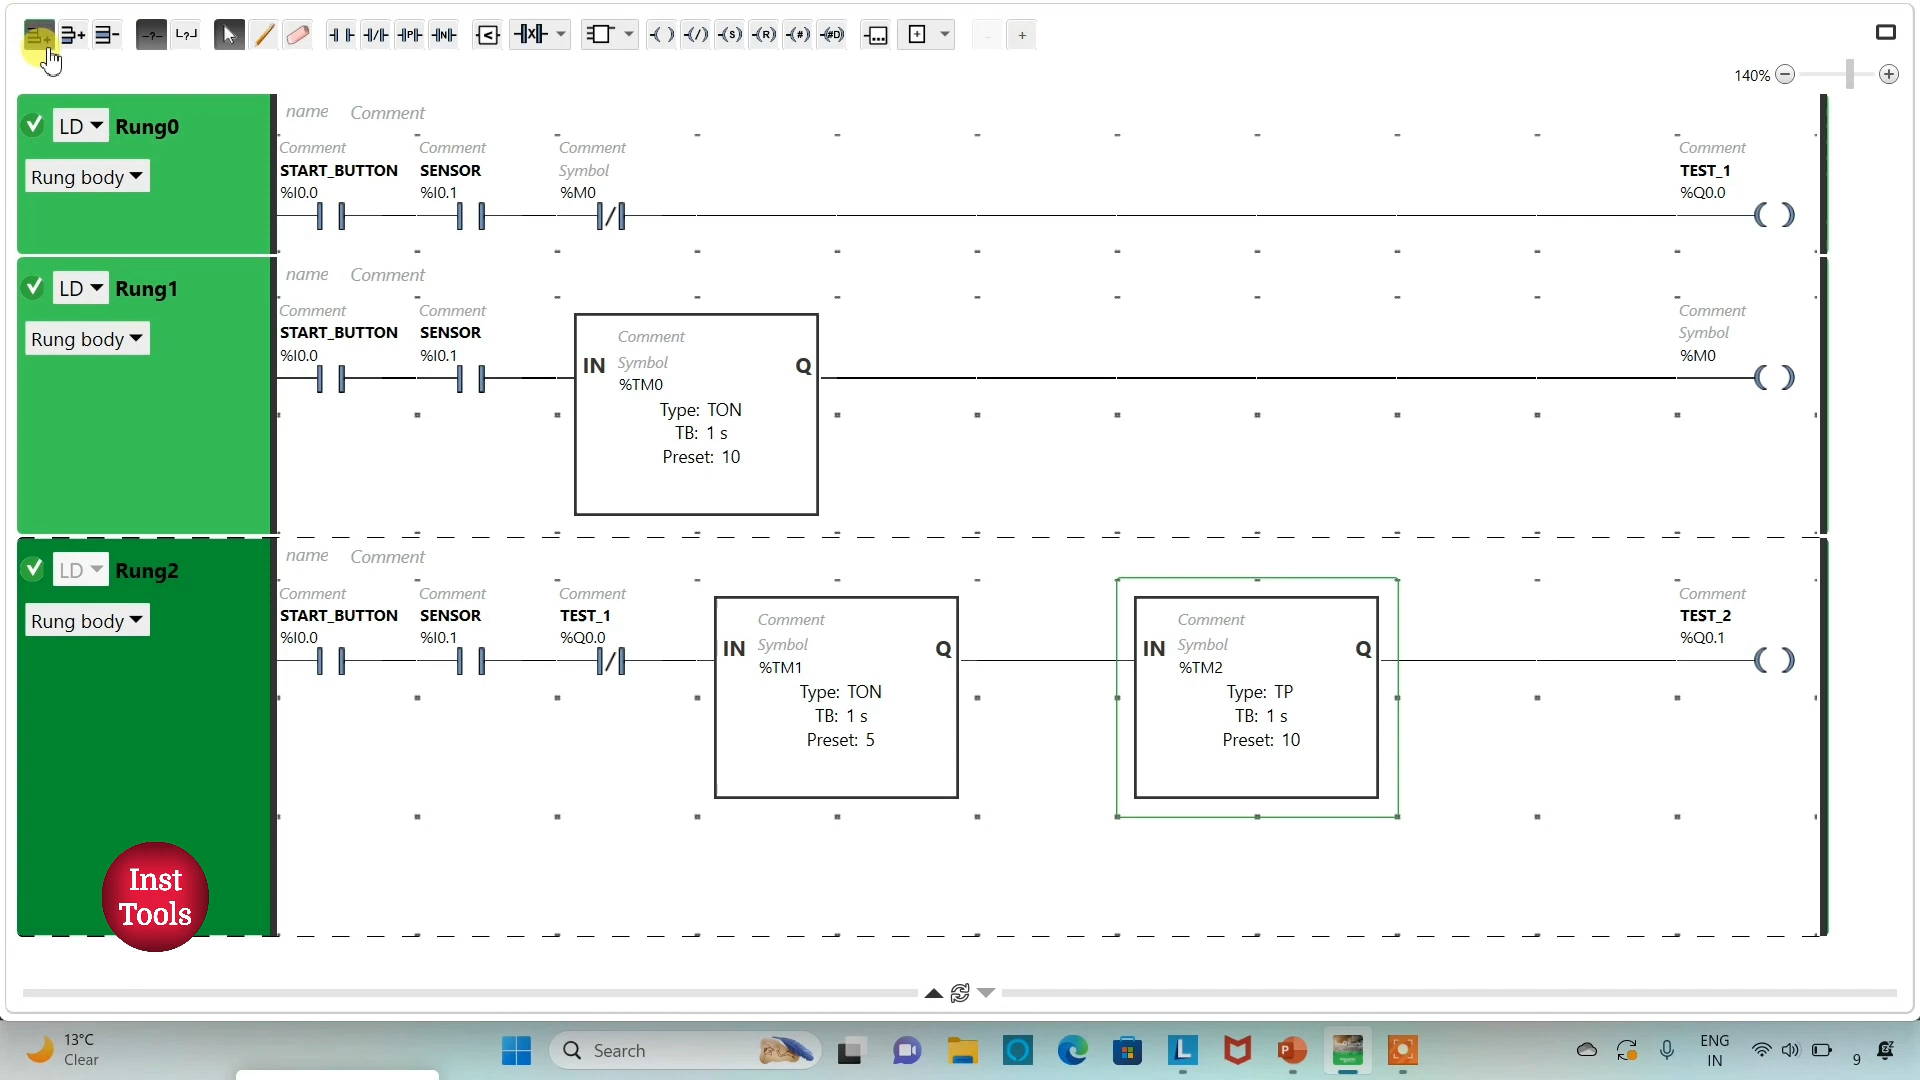 140%
LD Rung0
Rung body
name Comment
Comment Comment Comment Comment
START_BUTTON SENSOR Symbol TEST_1
%I0.0 %I0.1 %M0 %Q0.0
LD Rung1
Rung body
name Comment
Comment Comment Comment
START_BUTTON SENSOR Symbol
%I0.0 %I0.1 %M0
Comment
IN Symbol Q
%TM0
Type: TON
TB: 1 s
Preset: 10
LD Rung2
Rung body
name Comment
Comment Comment Comment Comment
START_BUTTON SENSOR TEST_1 TEST_2
%I0.0 %I0.1 %Q0.0 %Q0.1
Comment
IN Symbol Q
%TM1
Type: TON
TB: 1 s
Preset: 5
Comment
IN Symbol Q
%TM2
Type: TP
TB: 1 s
Preset: 10
Inst
Tools
13°C
Clear
Search
ENG
IN
9